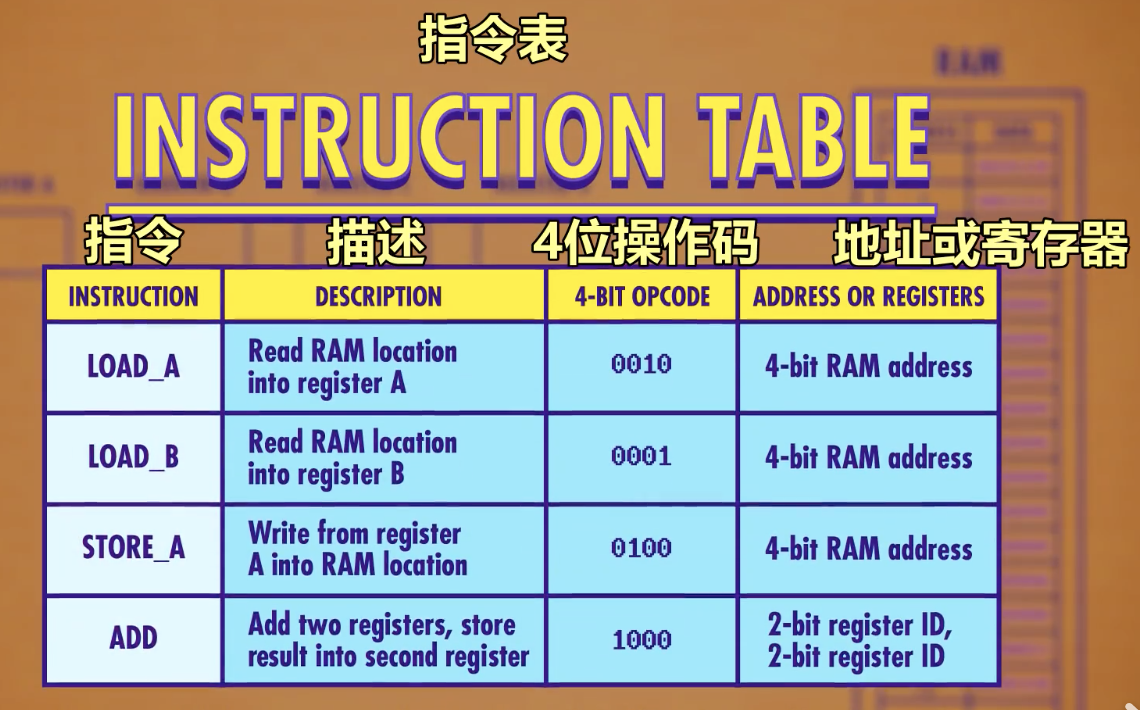 指令表
RAM
INSTRUCTION TABLE
指令 描述 4位操作码 地址或寄存器
INSTRUCTION DESCRIPTION 4-BIT OPCODE ADDRESS OR REGISTERS
LOAD_A Read RAM location into register A 0010 4-bit RAM address
LOAD_B Read RAM location into register B 0001 4-bit RAM address
STORE_A Write from register A into RAM location 0100 4-bit RAM address
ADD Add two registers, store result into second register 1000 2-bit register ID, 2-bit register ID